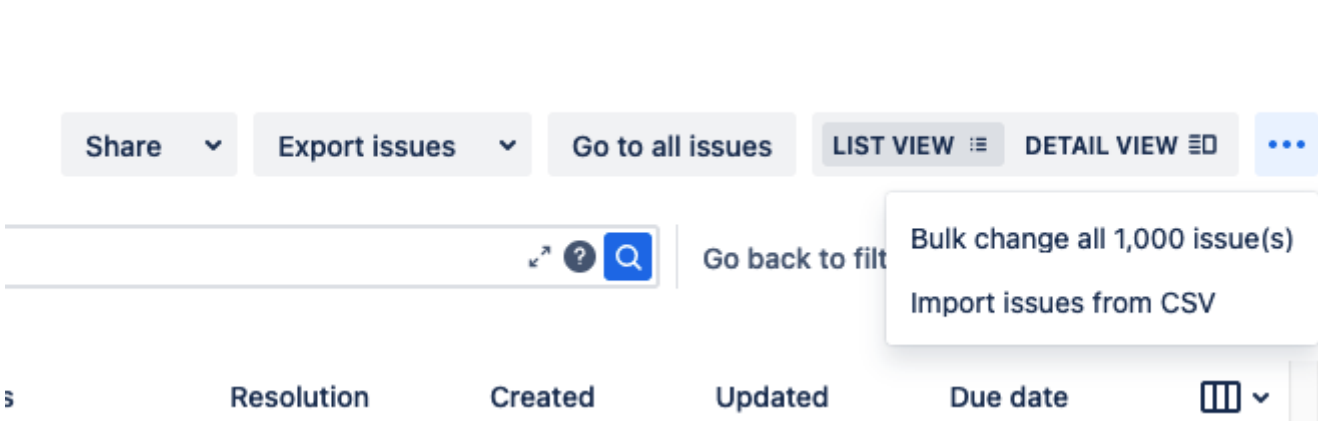 Share
Export issues
Go to all issues
LIST VIEW
DETAIL VIEW
Bulk change all 1,000 issue(s)
?
Go back to filt
Import issues from CSV
s
Resolution
Created
Updated
Due date